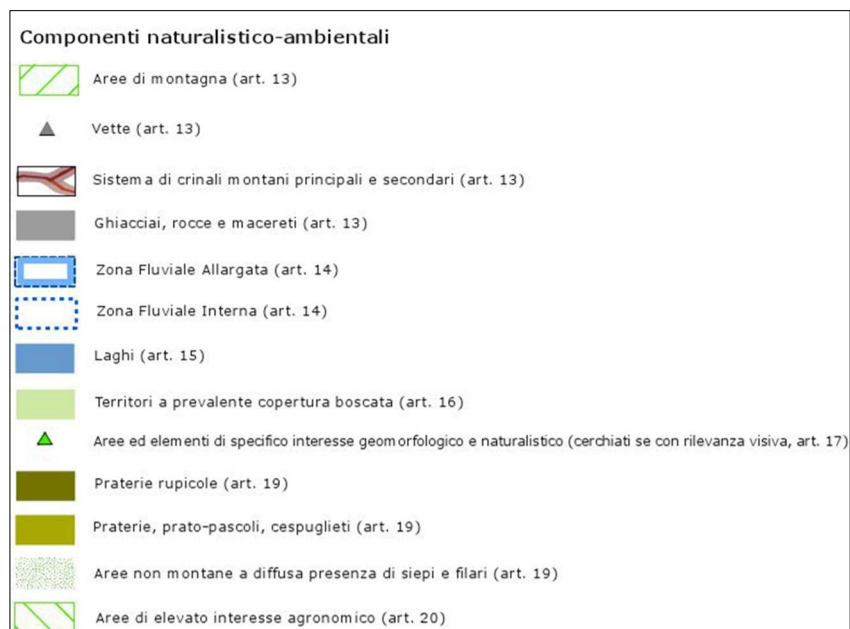 Componenti naturalistico-ambientali
Aree di montagna (art. 13)
Vette (art. 13)
Sistema di crinali montani principali e secondari (art. 13)
Ghiacciai, rocce e macereti (art. 13)
Zona Fluviale Allargata (art. 14)
Zona Fluviale Interna (art. 14)
Laghi (art. 15)
Territori a prevalente copertura boscata (art. 16)
Aree ed elementi di specifico interesse geomorfologico e naturalistico (cerchiati se con rilevanza visiva, art. 17)
Praterie rupicole (art. 19)
Praterie, prato-pascoli, cespuglieti (art. 19)
Aree non montane a diffusa presenza di siepi e filari (art. 19)
Aree di elevato interesse agronomico (art. 20)